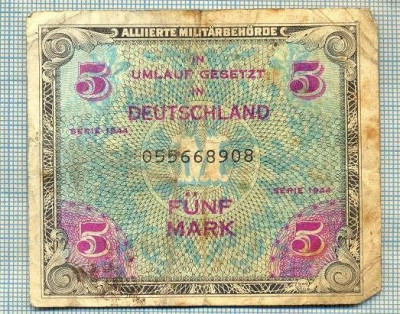 ALLIIERTE MILITÄRBEHÖRDE
5 IN 5
UMLAUF GESETZT
IN
DEUTSCHLAND
SERIE 1944
055668908
M
SERIE 1944
FÜNF
5 MARK 5